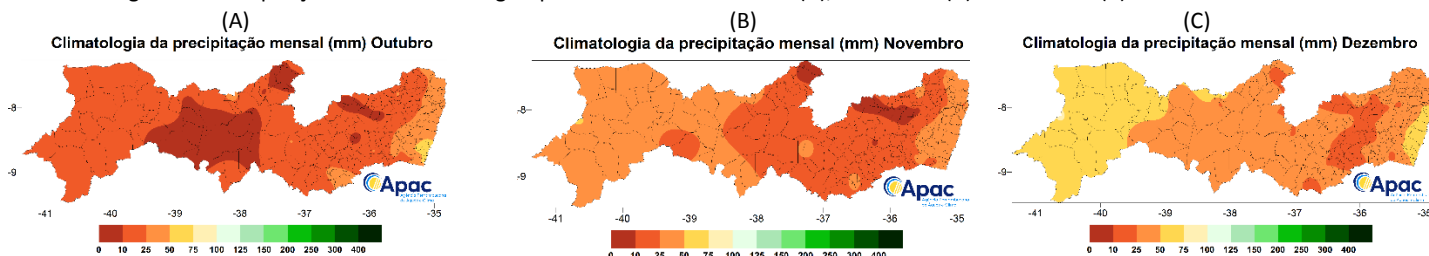 (A)
Climatologia da precipitação mensal (mm) Outubro
-8
-9
Apac
-41 -40 -39 -38 -37 -36 -35
0 10 25 50 75 100 125 150 200 250 300 400
(B)
Climatologia da precipitação mensal (mm) Novembro
-8
-9
Apac
-41 -40 -39 -38 -37 -36 -35
0 10 25 50 75 100 125 150 200 250 300 400
(C)
Climatologia da precipitação mensal (mm) Dezembro
-8
-9
Apac
-41 -40 -39 -38 -37 -36 -35
0 10 25 50 75 100 125 150 200 250 300 400